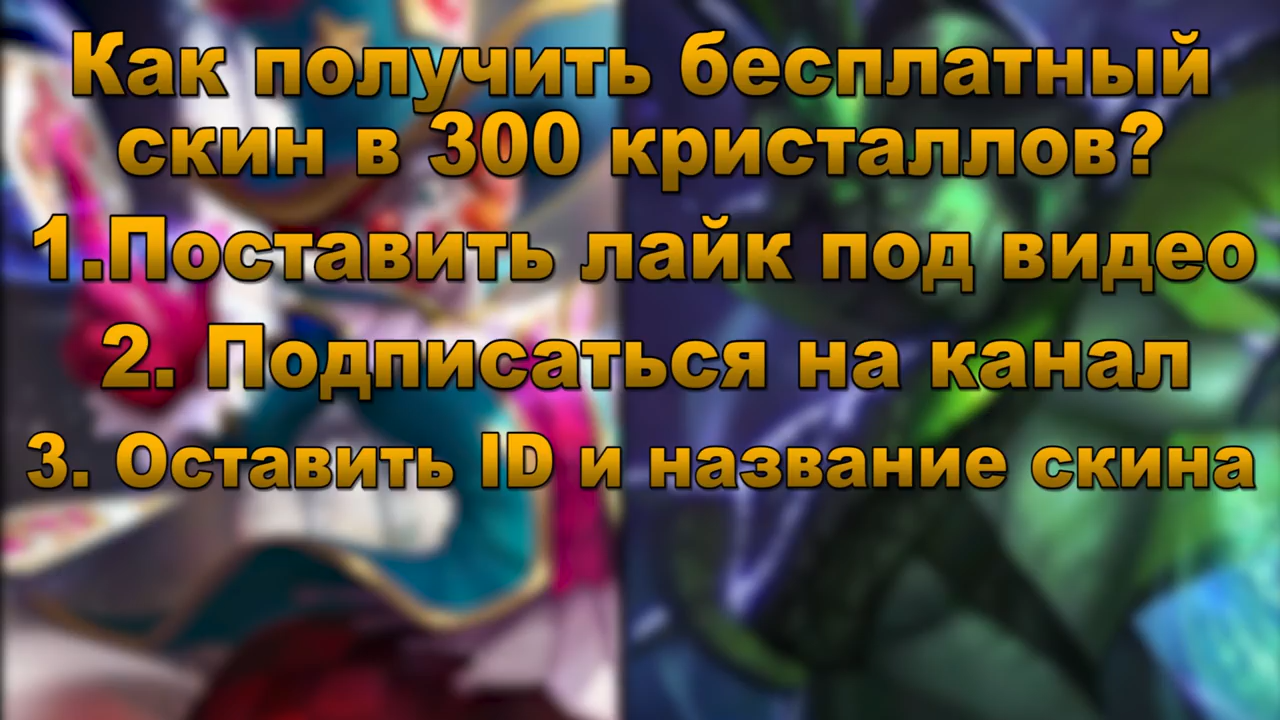 Как получить бесплатный
скин в 300 кристаллов?
1.Поставить лайк под видео
2. Подписаться на канал
3. Оставить ID и название скина